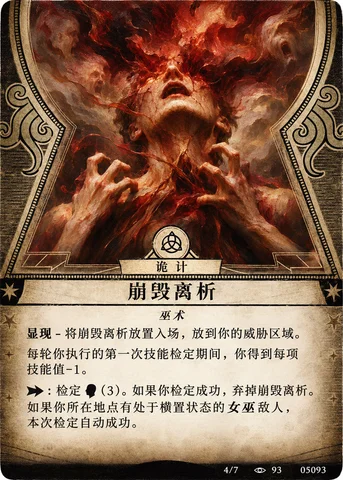 诡计
崩毁离析
巫术
显现 - 将崩毁离析放置入场，放到你的威胁区域。
每轮你执行的第一次技能检定期间，你得到每项
技能值-1。
：检定 （3）。如果你检定成功，弃掉崩毁离析。
如果你所在地点有处于横置状态的女巫敌人，
本次检定自动成功。
4/7 93 05093